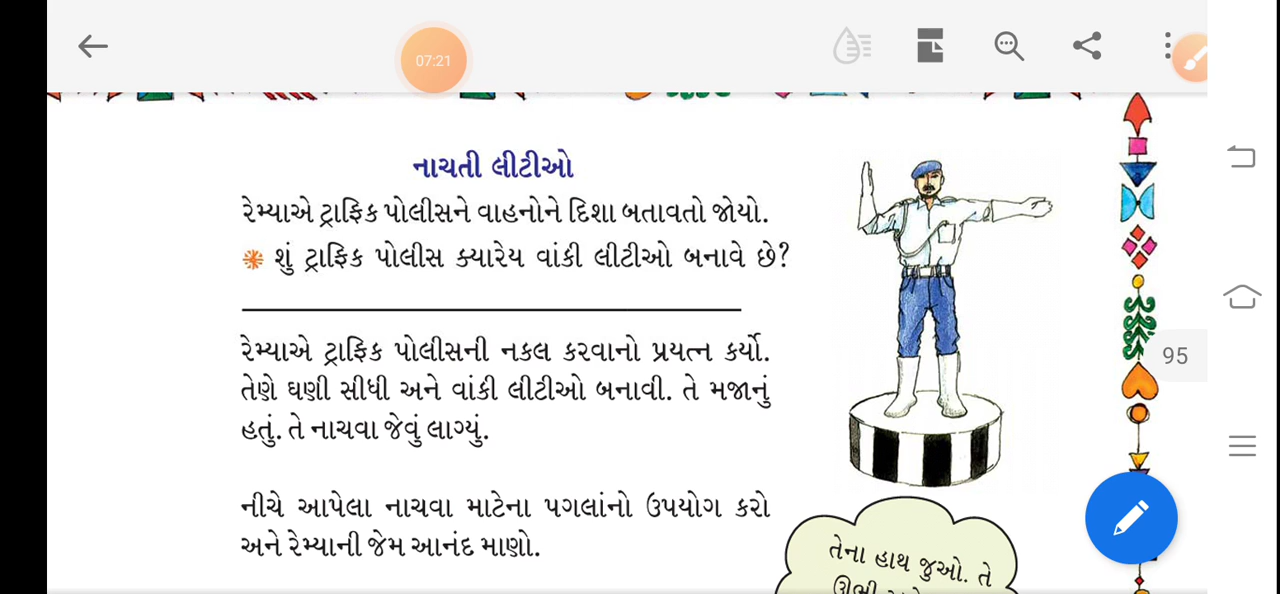 07:21
નાચતી લીટીઓ
રેમ્યાએ ટ્રાફિક પોલીસને વાહનોને દિશા બતાવતો જોયો.
શું ટ્રાફિક પોલીસ ક્યારેય વાંકી લીટીઓ બનાવે છે?
રેમ્યાએ ટ્રાફિક પોલીસની નકલ કરવાનો પ્રયત્ન કર્યો.
તેણે ઘણી સીધી અને વાંકી લીટીઓ બનાવી. તે મજાનું
હતું. તે નાચવા જેવું લાગ્યું.
95
નીચે આપેલા નાચવા માટેના પગલાંનો ઉપયોગ કરો
અને રેમ્યાની જેમ આનંદ માણો.
તેના હાથ જુઓ. તે